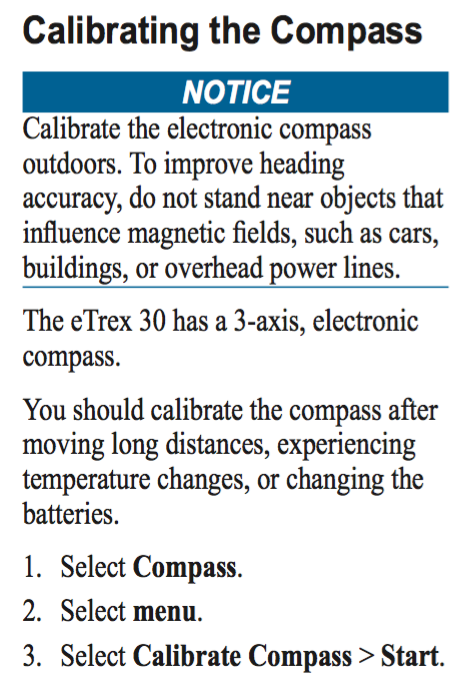 Calibrating the Compass
NOTICE
Calibrate the electronic compass
outdoors. To improve heading
accuracy, do not stand near objects that
influence magnetic fields, such as cars,
buildings, or overhead power lines.
The eTrex 30 has a 3-axis, electronic
compass.
You should calibrate the compass after
moving long distances, experiencing
temperature changes, or changing the
batteries.
1. Select Compass.
2. Select menu.
3. Select Calibrate Compass > Start.